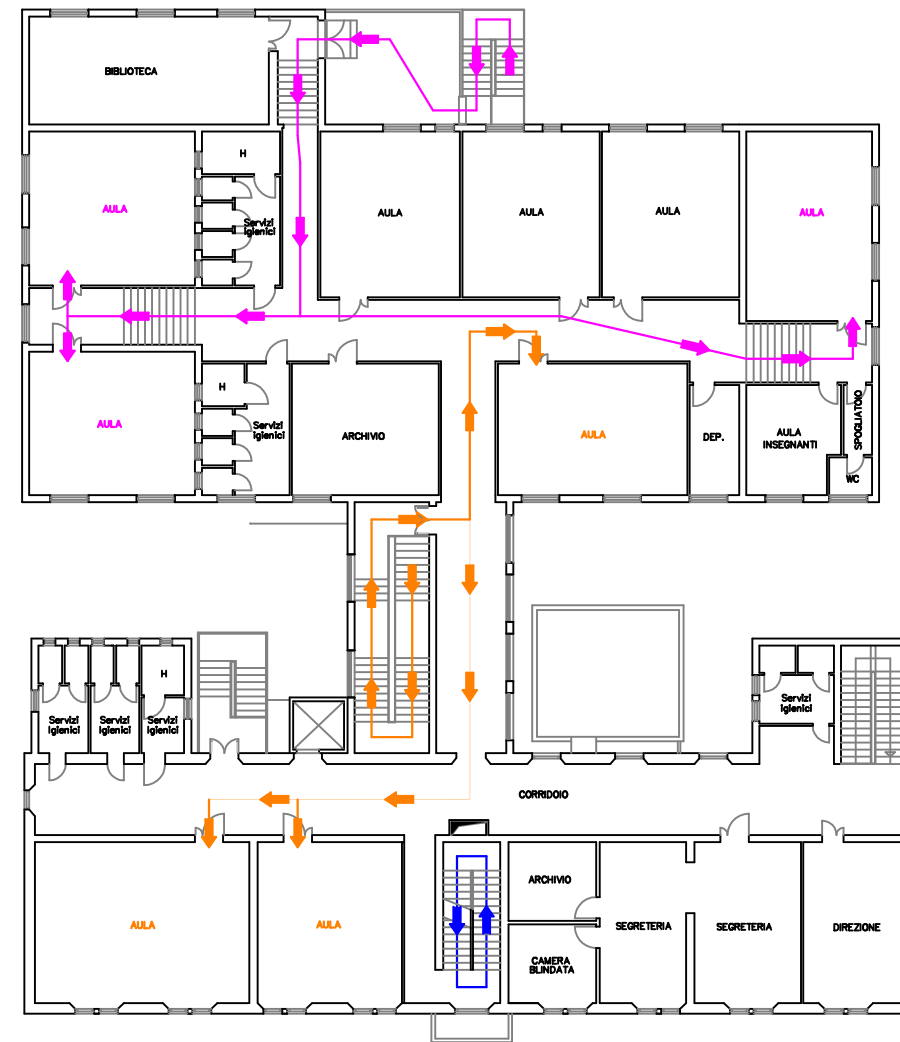 BIBLIOTECA
H
AULA
Servizi
igienici
AULA
AULA
AULA
AULA
H
AULA
Servizi
igienici
ARCHIVIO
AULA
DEP.
AULA
INSEGNANTI
SPOGLIATOIO
WC
H
Servizi
igienici
Servizi
igienici
Servizi
igienici
Servizi
igienici
CORRIDOIO
AULA
AULA
ARCHIVIO
CAMERA
BLINDATA
SEGRETERIA
SEGRETERIA
DIREZIONE